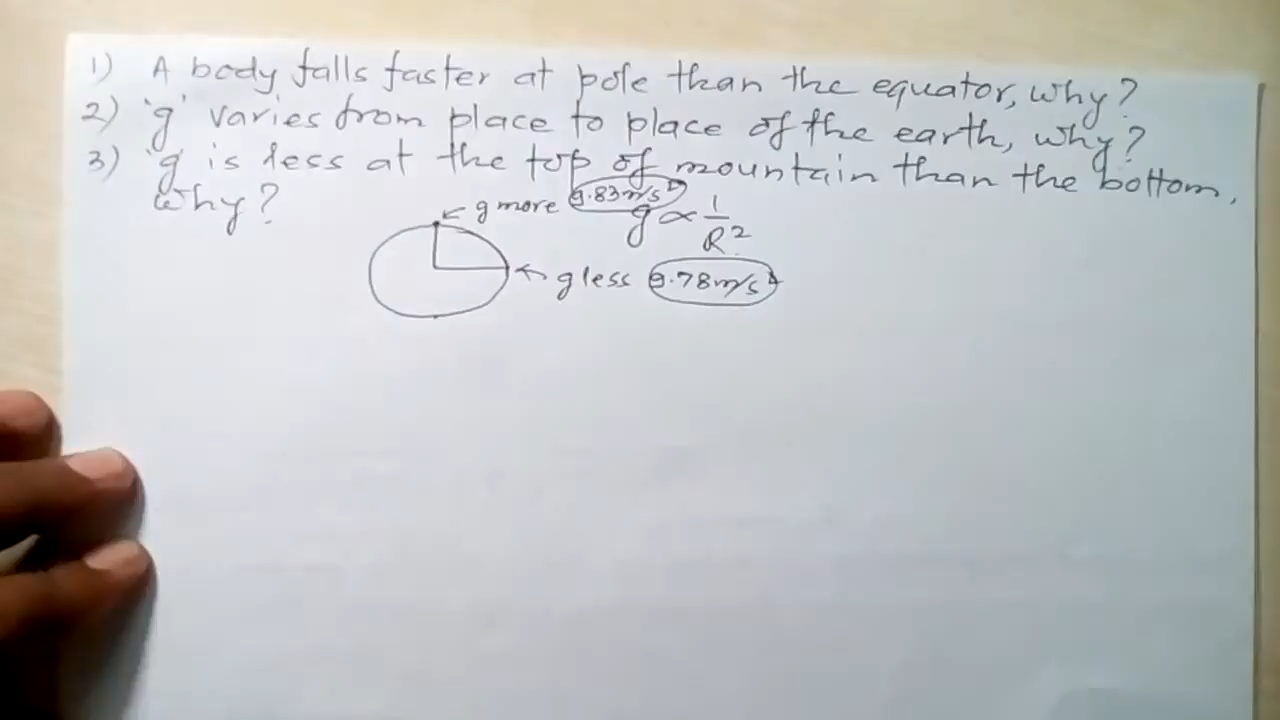 1) A body falls faster at pole than the equator, why?
2) 'g' varies from place to place of the earth, why?
3) 'g' is less at the top of mountain than the bottom,
why?
g more 9.83m/s²
g ∝ 1/R²
g less 9.78m/s²